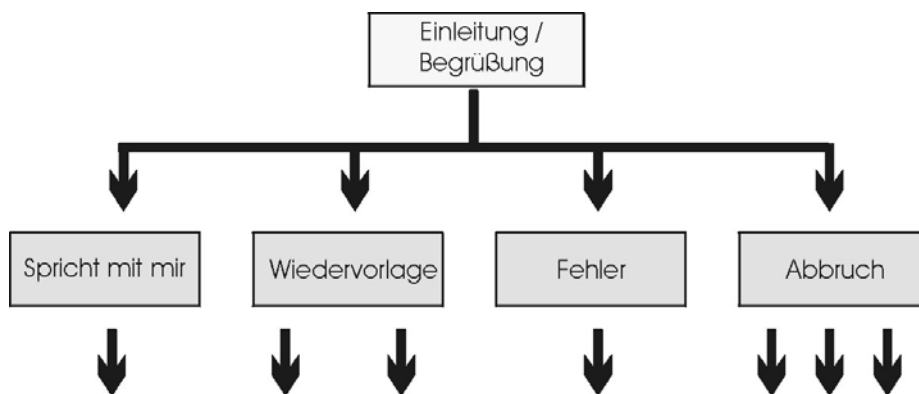 Einleitung /
Begrüßung
Spricht mit mir
Wiedervorlage
Fehler
Abbruch